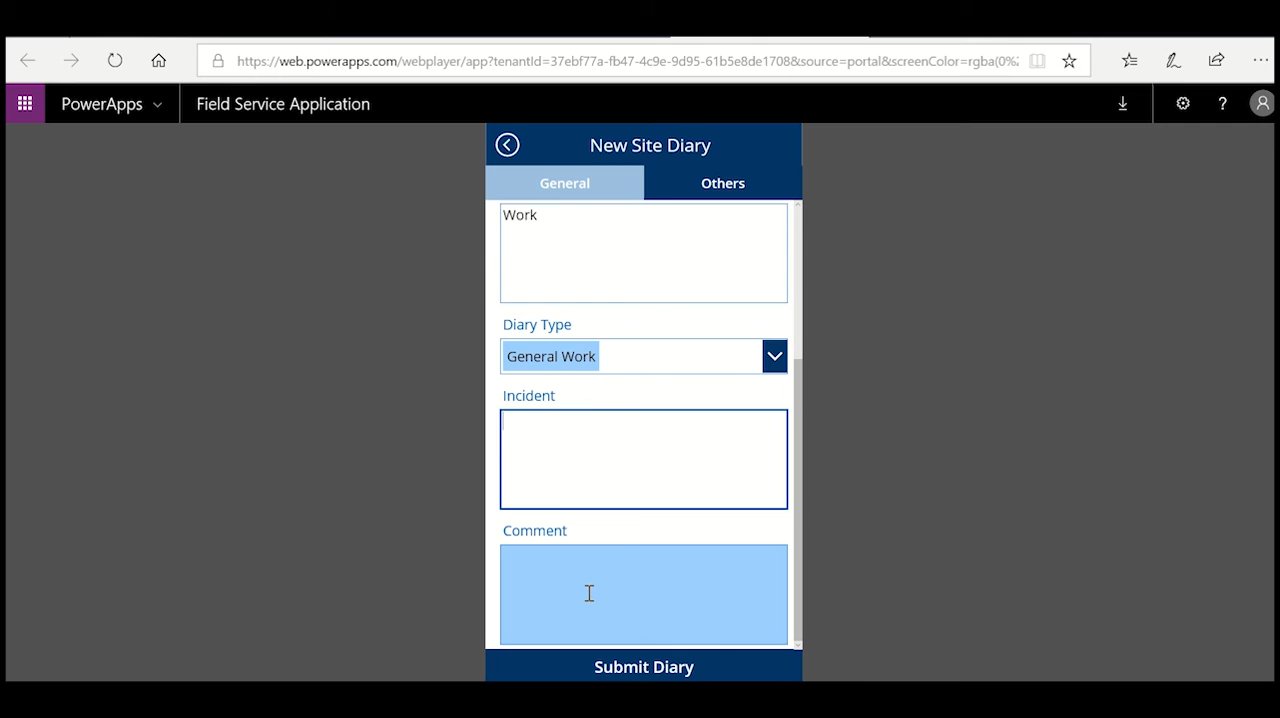 https://web.powerapps.com/webplayer/app?tenantId=37ebf77a-fb47-4c9e-9d95-61b5e8de1708&source=portal&screenColor=rgba(0%2
PowerApps
Field Service Application
?
New Site Diary
General
Others
Work
Diary Type
General Work
Incident
Comment
Submit Diary